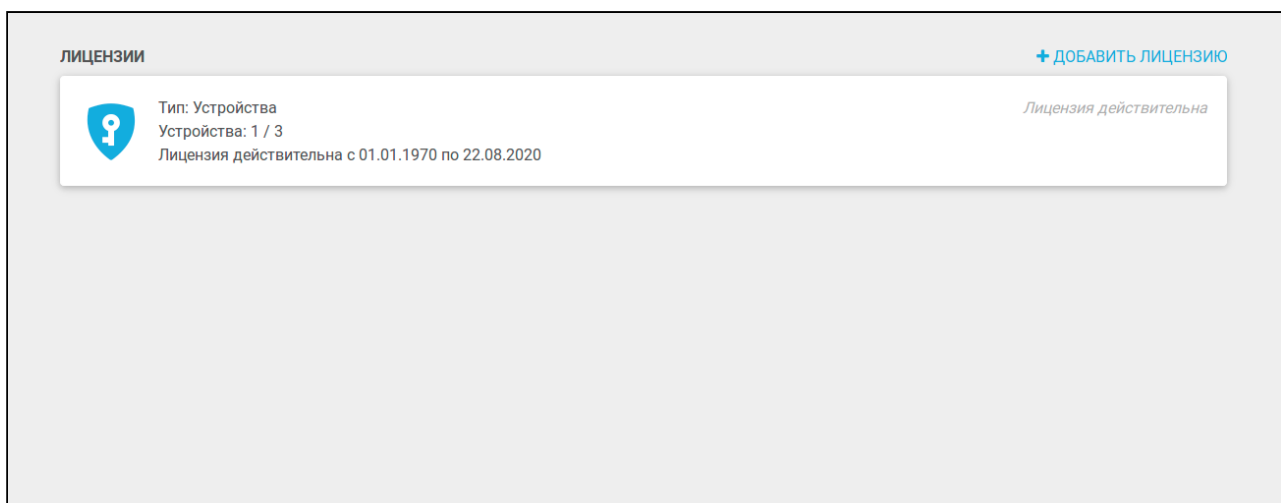 ЛИЦЕНЗИИ
+ ДОБАВИТЬ ЛИЦЕНЗИЮ
Тип: Устройства
Лицензия действительна
Устройства: 1 / 3
Лицензия действительна с 01.01.1970 по 22.08.2020